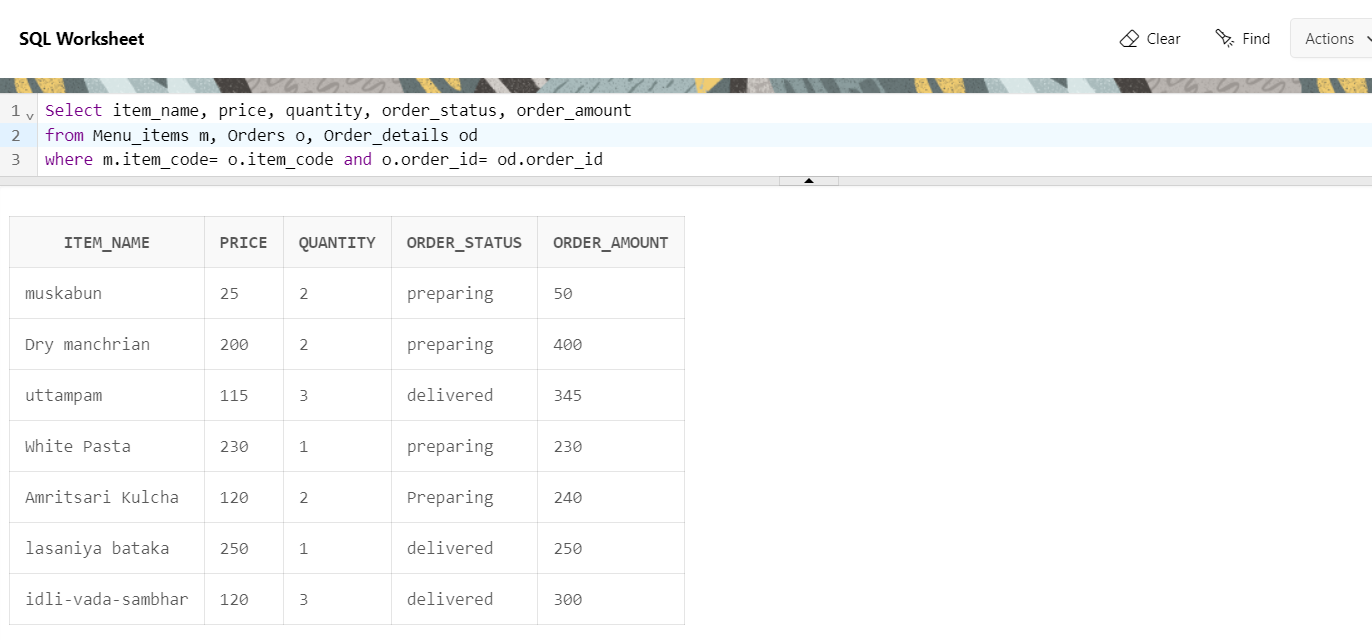 SQL Worksheet
Clear
Find
Actions
1 Select item_name, price, quantity, order_status, order_amount
2 from Menu_items m, Orders o, Order_details od
3 where m.item_code= o.item_code and o.order_id= od.order_id
ITEM_NAME PRICE QUANTITY ORDER_STATUS ORDER_AMOUNT
muskabun 25 2 preparing 50
Dry manchrian 200 2 preparing 400
uttampam 115 3 delivered 345
White Pasta 230 1 preparing 230
Amritsari Kulcha 120 2 Preparing 240
lasaniya bataka 250 1 delivered 250
idli-vada-sambhar 120 3 delivered 300